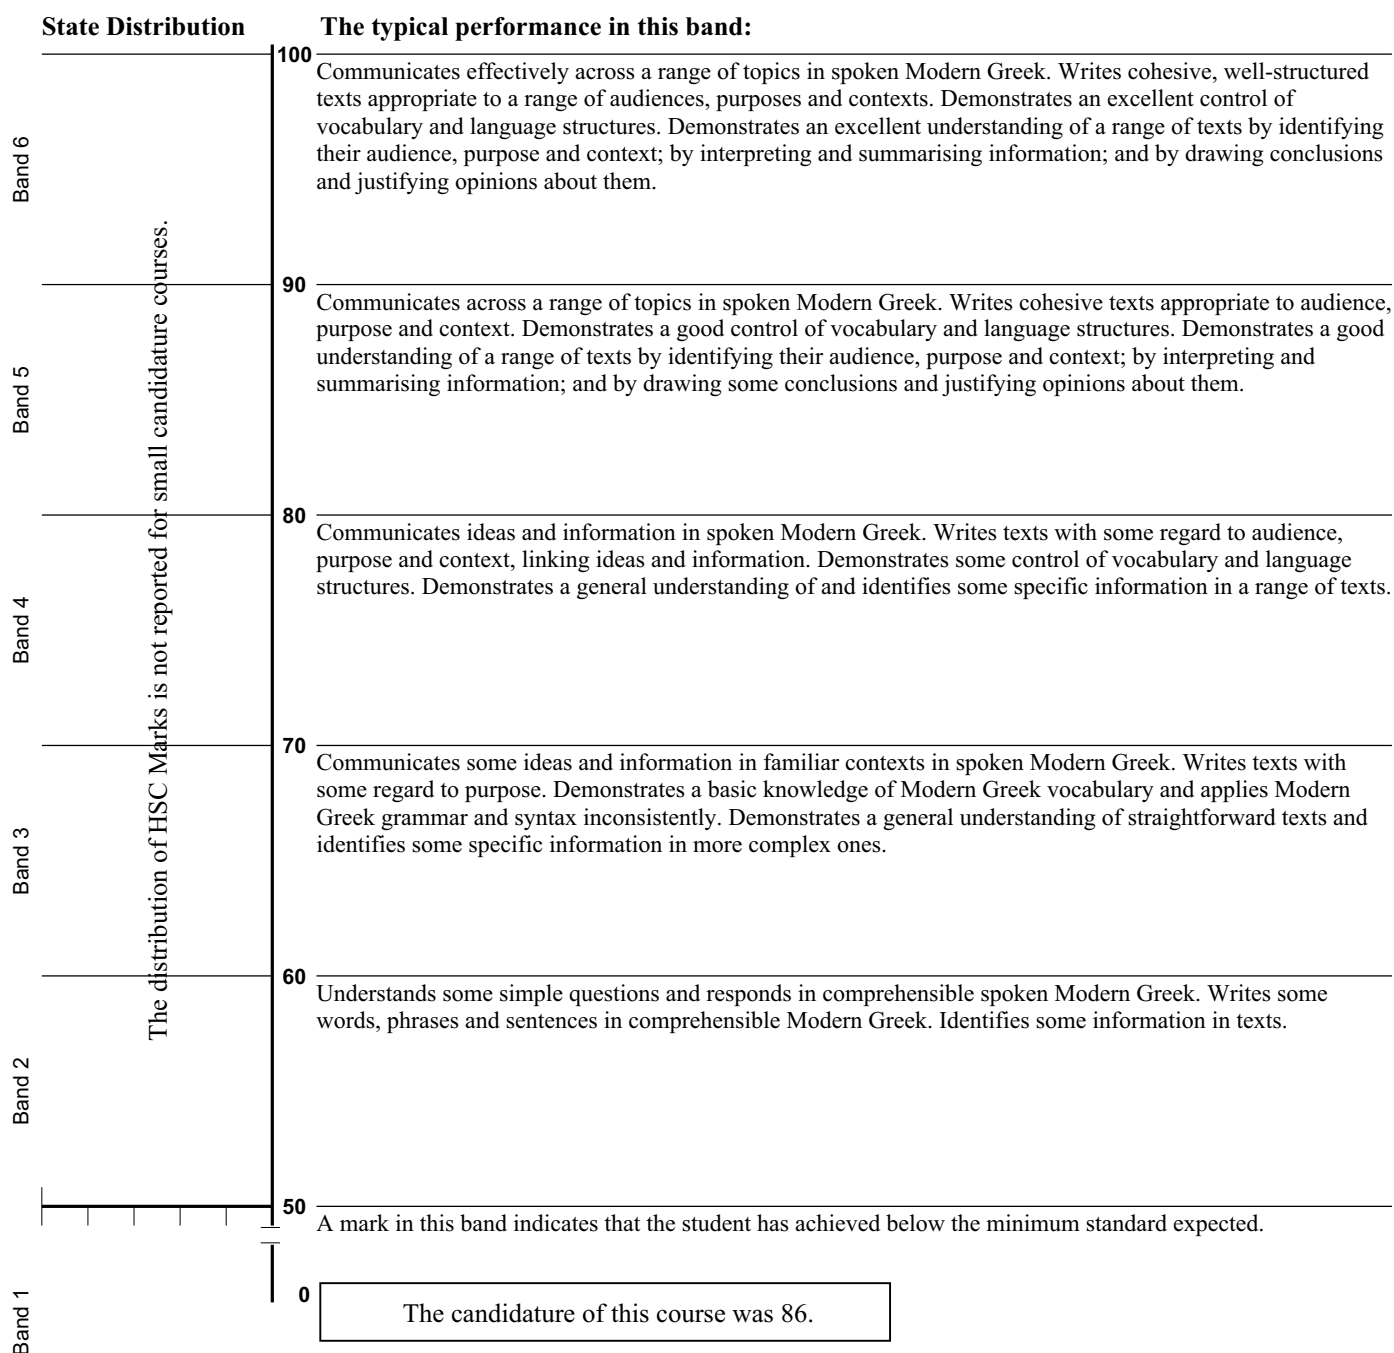 State Distribution
The typical performance in this band:
100
Communicates effectively across a range of topics in spoken Modern Greek. Writes cohesive, well-structured
texts appropriate to a range of audiences, purposes and contexts. Demonstrates an excellent control of
vocabulary and language structures. Demonstrates an excellent understanding of a range of texts by identifying
their audience, purpose and context; by interpreting and summarising information; and by drawing conclusions
and justifying opinions about them.
Band 6
90
Communicates across a range of topics in spoken Modern Greek. Writes cohesive texts appropriate to audience,
purpose and context. Demonstrates a good control of vocabulary and language structures. Demonstrates a good
understanding of a range of texts by identifying their audience, purpose and context; by interpreting and
summarising information; and by drawing some conclusions and justifying opinions about them.
Band 5
80
Communicates ideas and information in spoken Modern Greek. Writes texts with some regard to audience,
purpose and context, linking ideas and information. Demonstrates some control of vocabulary and language
structures. Demonstrates a general understanding of and identifies some specific information in a range of texts.
Band 4
The distribution of HSC Marks is not reported for small candidature courses.
70
Communicates some ideas and information in familiar contexts in spoken Modern Greek. Writes texts with
some regard to purpose. Demonstrates a basic knowledge of Modern Greek vocabulary and applies Modern
Greek grammar and syntax inconsistently. Demonstrates a general understanding of straightforward texts and
identifies some specific information in more complex ones.
Band 3
60
Understands some simple questions and responds in comprehensible spoken Modern Greek. Writes some
words, phrases and sentences in comprehensible Modern Greek. Identifies some information in texts.
Band 2
50
A mark in this band indicates that the student has achieved below the minimum standard expected.
0
Band 1
The candidature of this course was 86.